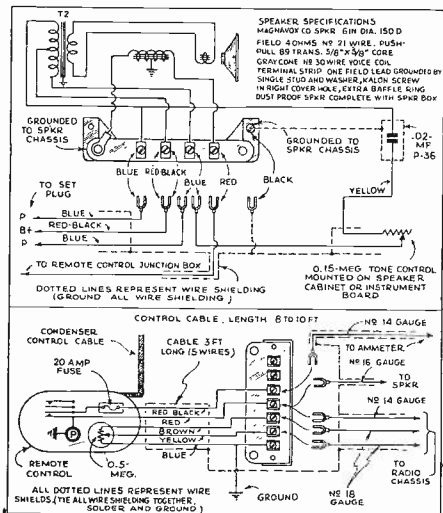 T2
SPEAKER SPECIFICATIONS
MAGNAVOX CO SPKR 6 IN DIA. 150 D
FIELD 4 OHMS Nº 21 WIRE. PUSH-
PULL 89 TRANS. 5/8" X 5/8" CORE
GRAY CONE Nº 30 WIRE VOICE COIL
TERMINAL STRIP ONE FIELD LEAD GROUNDED BY
SINGLE STUD AND WASHER, KALON SCREW
IN RIGHT COVER HOLE, EXTRA BAFFLE RING
DUST PROOF SPKR COMPLETE WITH SPKR BOX
GROUNDED
TO SPKR
CHASSIS
GROUNDED TO
SPKR CHASSIS
.02-
MF
P-36
BLUE
RED BLACK
BLUE
RED
BLACK
YELLOW
TO SET
PLUG
P
BLUE
B+
RED-BLACK
P
BLUE
TO REMOTE CONTROL JUNCTION BOX
DOTTED LINES REPRESENT WIRE SHIELDING
(GROUND ALL WIRE SHIELDING)
0.15-MEG TONE CONTROL
MOUNTED ON SPEAKER
CABINET OR INSTRUMENT
BOARD
CONTROL CABLE, LENGTH 8 TO 10 FT
Nº 14 GAUGE
CONDENSER
CONTROL CABLE
CABLE 3 FT
LONG (5 WIRES)
TO AMMETER
Nº 16 GAUGE
20 AMP
FUSE
TO
SPKR
Nº 14 GAUGE
RED BLACK
RED
BROWN
YELLOW
BLUE
P
REMOTE
CONTROL
0.5-
MEG.
TO
RADIO
CHASSIS
GROUND
Nº 18
GAUGE
ALL DOTTED LINES REPRESENT WIRE
SHIELDS. (TIE ALL WIRE SHIELDING TOGETHER,
SOLDER AND GROUND)